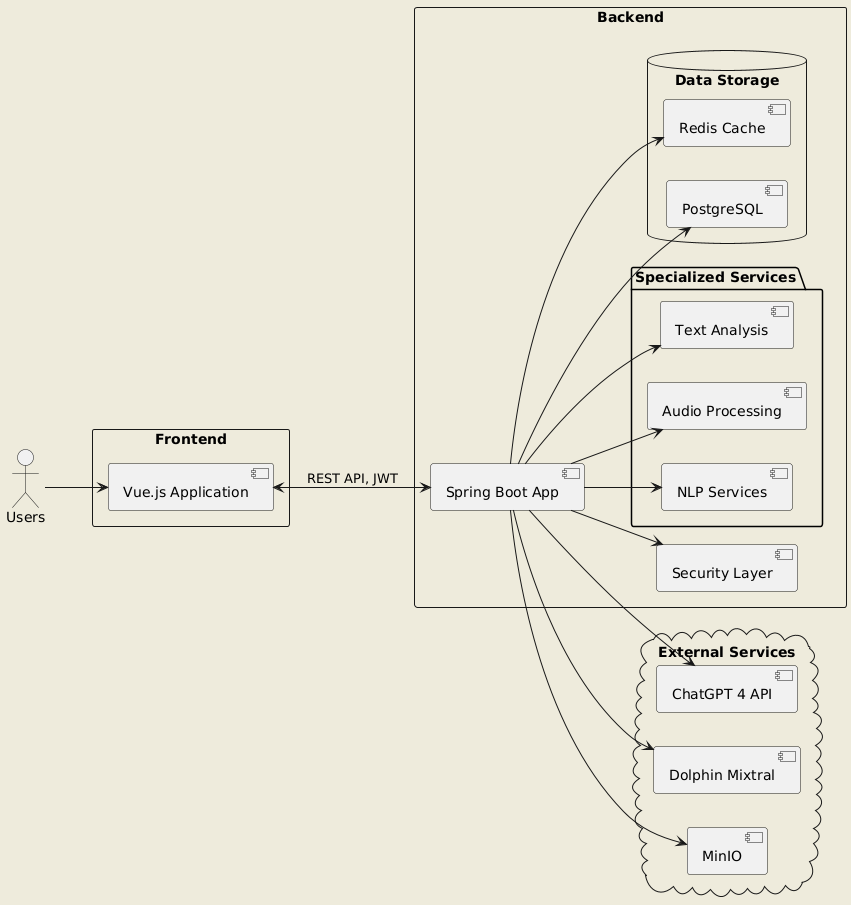 Backend
Data Storage
Redis Cache
PostgreSQL
Specialized Services
Text Analysis
Audio Processing
NLP Services
Frontend
Vue.js Application
REST API, JWT
Spring Boot App
Users
Security Layer
External Services
ChatGPT 4 API
Dolphin Mixtral
MinIO